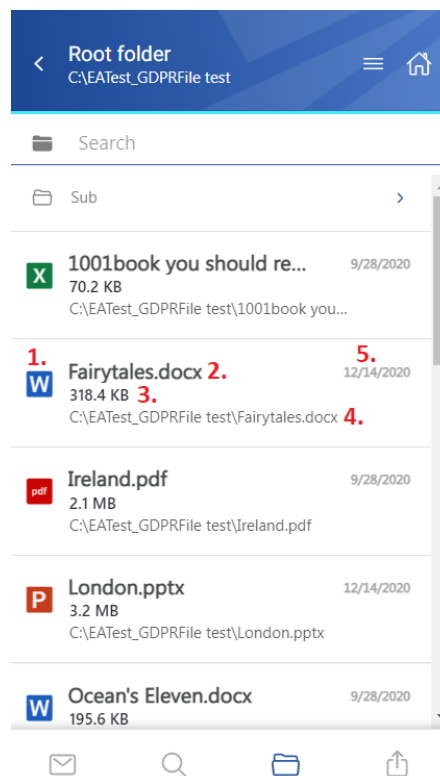 Root folder
C:\EATest_GDPRFile test
Search
Sub
X 1001book you should re... 9/28/2020
70.2 KB
C:\EATest_GDPRFile test\1001book you...
1. 5.
W Fairytales.docx 2. 12/14/2020
318.4 KB 3.
C:\EATest_GDPRFile test\Fairytales.docx 4.
pdf Ireland.pdf 9/28/2020
2.1 MB
C:\EATest_GDPRFile test\Ireland.pdf
P London.pptx 12/14/2020
3.2 MB
C:\EATest_GDPRFile test\London.pptx
W Ocean's Eleven.docx 9/28/2020
195.6 KB